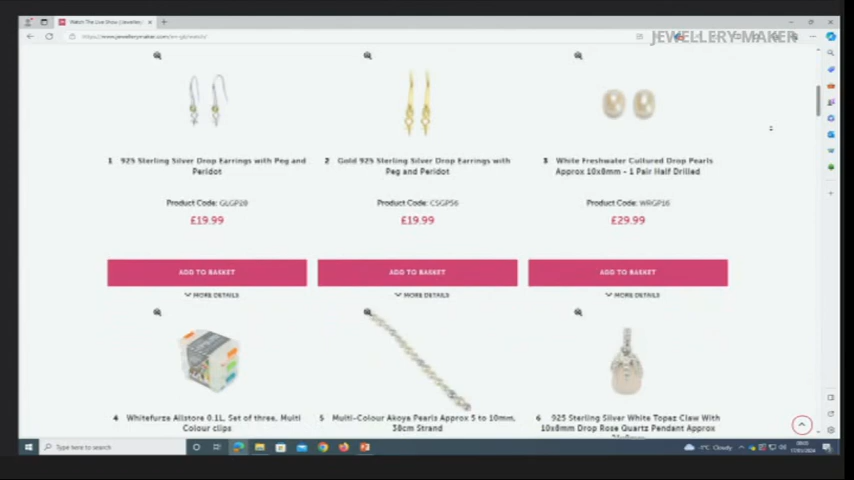 Watch The Live Show | Jewellery
JEWELLERY-MAKER
https://www.jewellerymaker.com/en-gb/watch/
1 925 Sterling Silver Drop Earrings with Peg and Peridot
Product Code: GLGP28
£19.99
ADD TO BASKET
MORE DETAILS
2 Gold 925 Sterling Silver Drop Earrings with Peg and Peridot
Product Code: CSGP56
£19.99
ADD TO BASKET
MORE DETAILS
3 White Freshwater Cultured Drop Pearls Approx 10x8mm - 1 Pair Half Drilled
Product Code: WRGP16
£29.99
ADD TO BASKET
MORE DETAILS
4 Whitefurze Allstore 0.1L, Set of three, Multi Colour clips
5 Multi-Colour Akoya Pearls Approx 5 to 10mm, 38cm Strand
6 925 Sterling Silver White Topaz Claw With 10x8mm Drop Rose Quartz Pendant Approx
Type here to search
Cloudy
17/01/2024